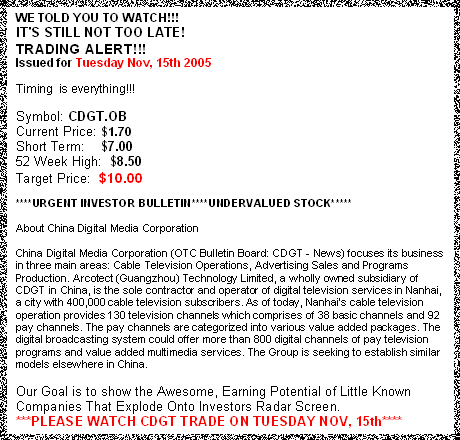 WE TOLD YOU TO WATCH!!!
IT'S STILL NOT TOO LATE!
TRADING ALERT!!!
Issued for Tuesday Nov, 15th 2005
Timing is everything!!!
Symbol: CDGT.OB
Current Price: $1.70
Short Term: $7.00
52 Week High: $8.50
Target Price: $10.00
****URGENT INVESTOR BULLETIN****UNDERVALUED STOCK*****
About China Digital Media Corporation
China Digital Media Corporation (OTC Bulletin Board: CDGT - News) focuses its business
in three main areas: Cable Television Operations, Advertising Sales and Programs
Production. Arcotect (Guangzhou) Technology Limited, a wholly owned subsidiary of
CDGT in China, is the sole contractor and operator of digital television services in Nanhai,
a city with 400,000 cable television subscribers. As of today, Nanhai's cable television
operation provides 130 television channels which comprises of 38 basic channels and 92
pay channels. The pay channels are categorized into various value added packages. The
digital broadcasting system could offer more than 800 digital channels of pay television
programs and value added multimedia services. The Group is seeking to establish similar
models elsewhere in China.
Our Goal is to show the Awesome, Earning Potential of Little Known
Companies That Explode Onto Investors Radar Screen.
***PLEASE WATCH CDGT TRADE ON TUESDAY NOV, 15th****